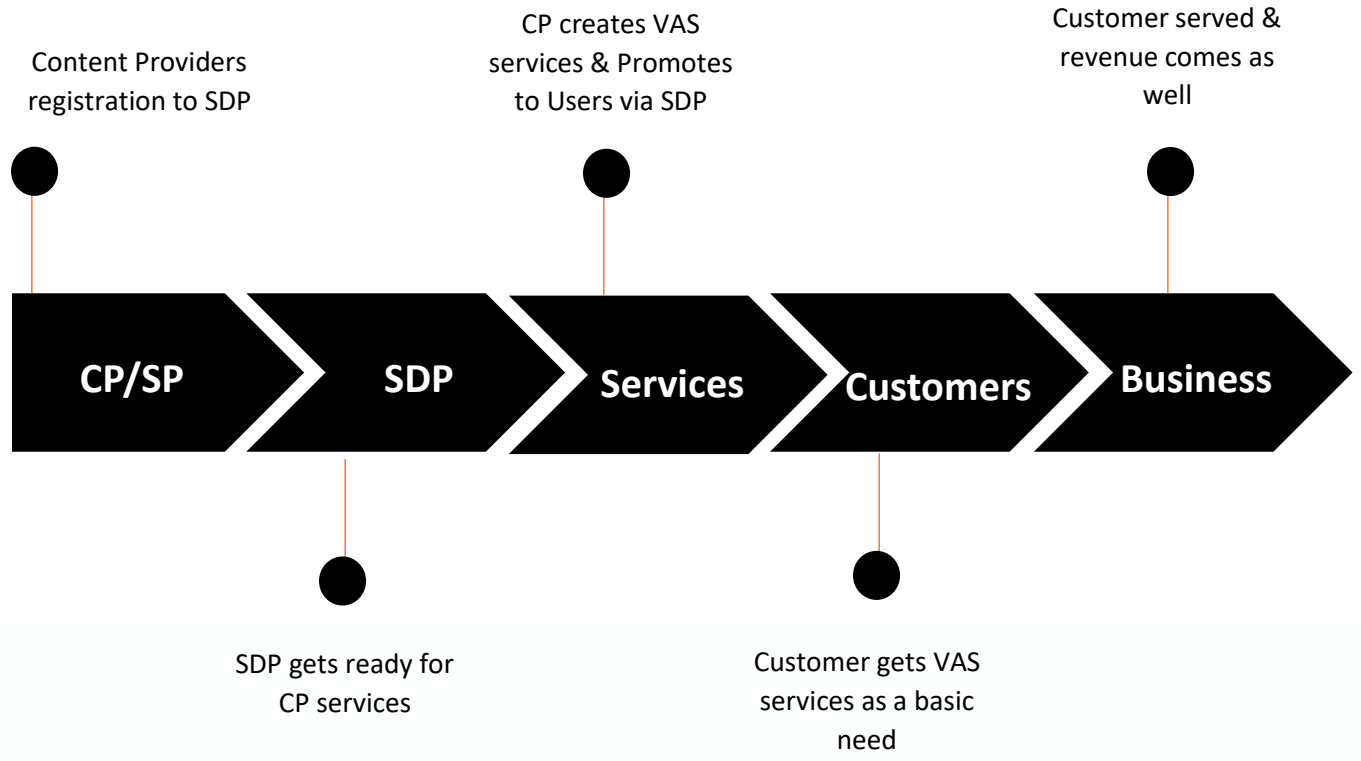 Content Providers
registration to SDP
CP creates VAS
services & Promotes
to Users via SDP
Customer served &
revenue comes as
well
CP/SP
SDP
Services
Customers
Business
SDP gets ready for
CP services
Customer gets VAS
services as a basic
need